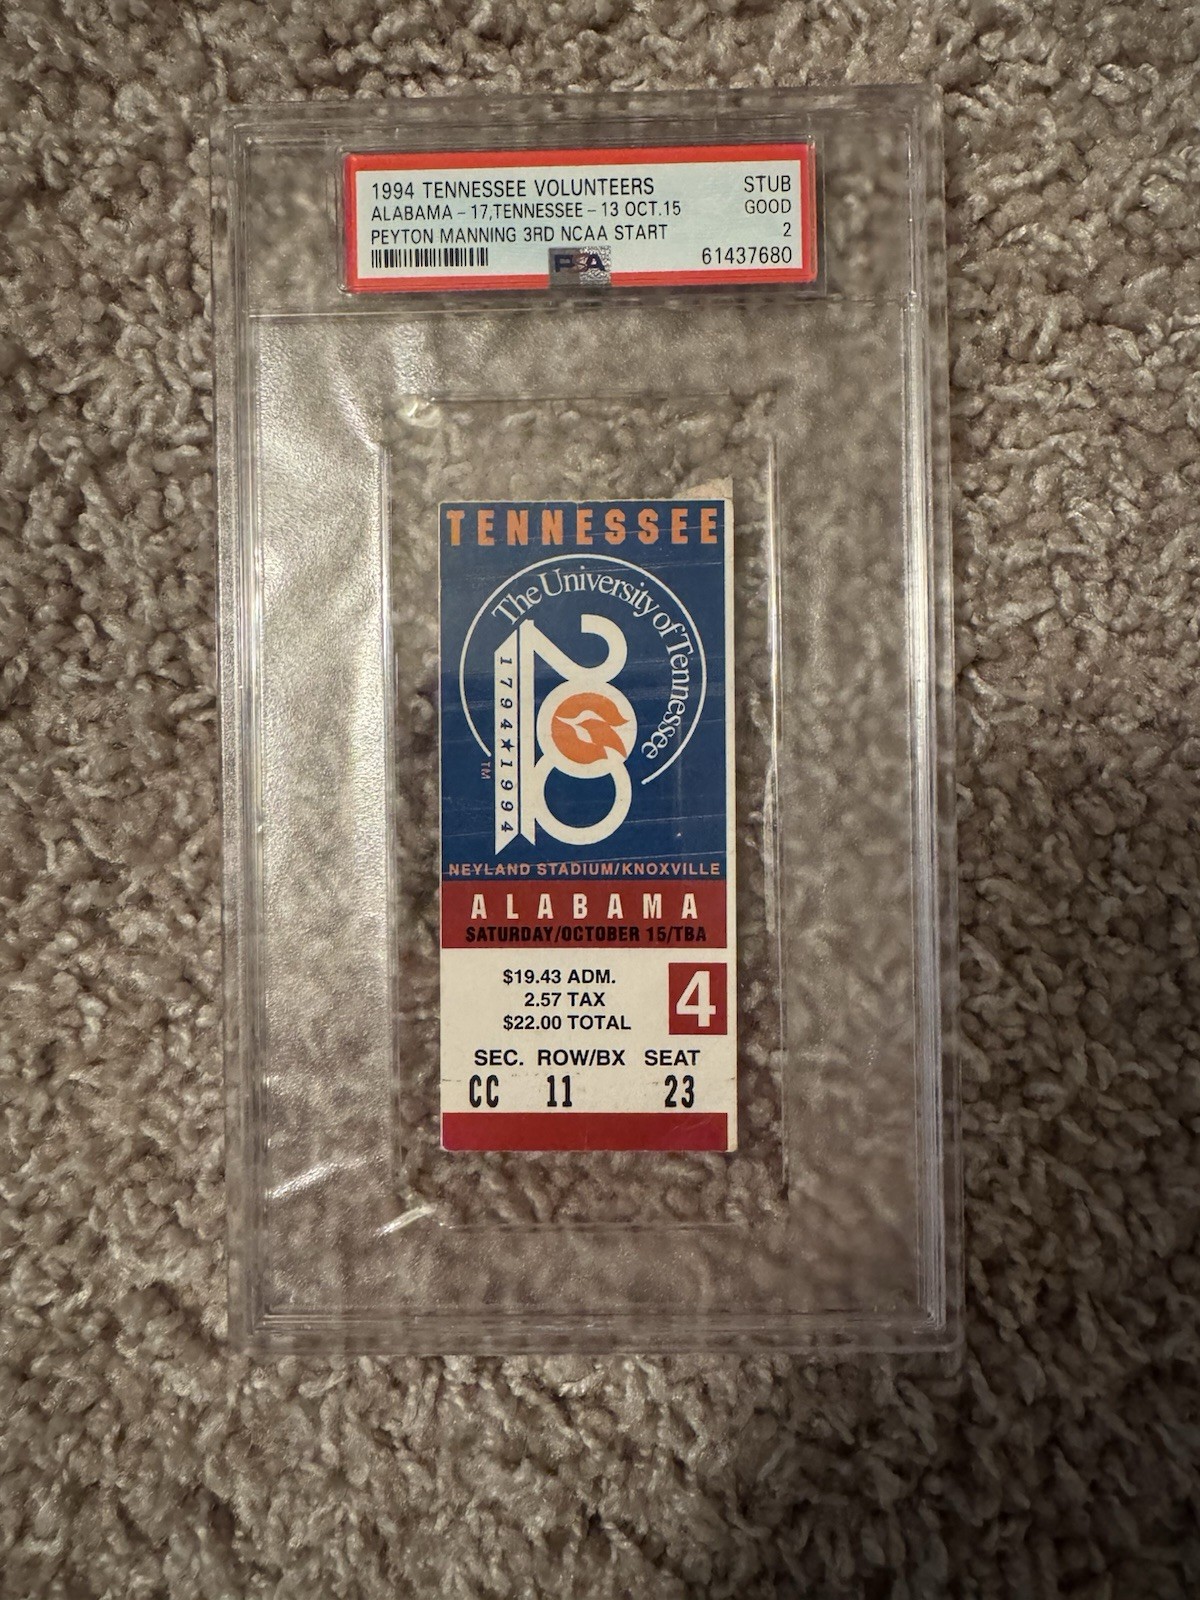 1994 TENNESSEE VOLUNTEERS STUB
ALABAMA - 17,TENNESSEE - 13 OCT.15 GOOD
PEYTON MANNING 3RD NCAA START 2
PSA 61437680
TENNESSEE
The University of Tennessee
200
1794★1994
TM
NEYLAND STADIUM/KNOXVILLE
ALABAMA
SATURDAY/OCTOBER 15/TBA
$19.43 ADM.
2.57 TAX
$22.00 TOTAL
4
SEC. ROW/BX SEAT
CC 11 23